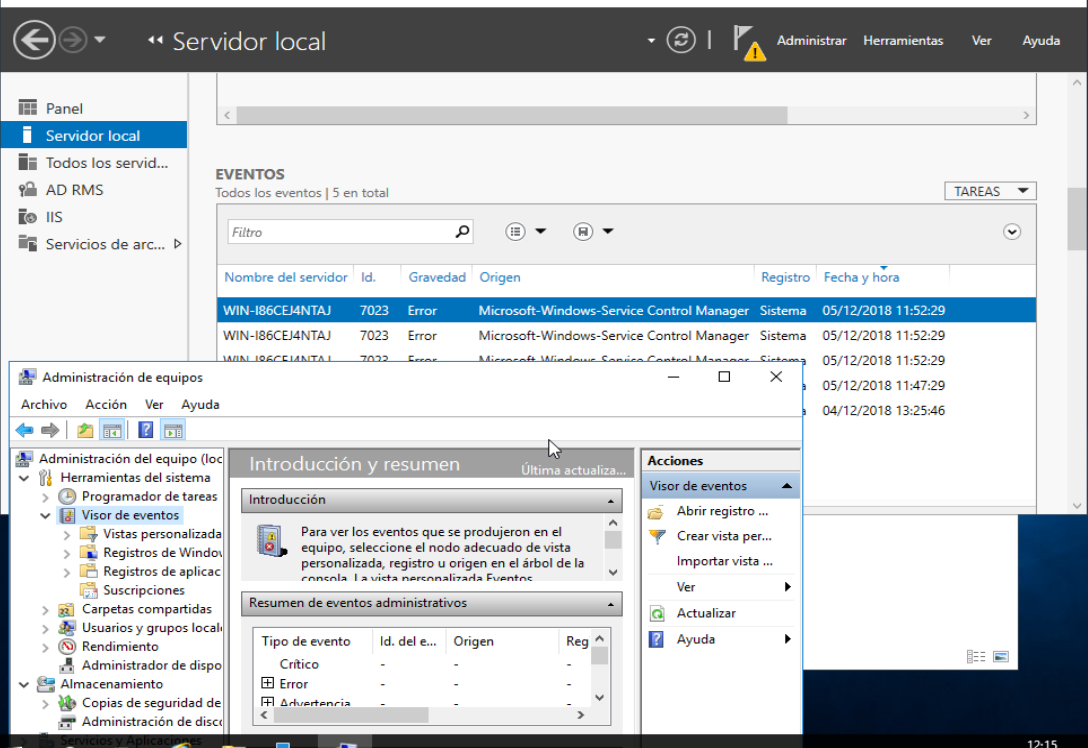 Servidor local
Administrar Herramientas Ver Ayuda
Panel
Servidor local
Todos los servid...
AD RMS
IIS
Servicios de arc...
EVENTOS
Todos los eventos | 5 en total
TAREAS
Filtro
Nombre del servidor Id. Gravedad Origen Registro Fecha y hora
WIN-I86CEJ4NTAJ 7023 Error Microsoft-Windows-Service Control Manager Sistema 05/12/2018 11:52:29
WIN-I86CEJ4NTAJ 7023 Error Microsoft-Windows-Service Control Manager Sistema 05/12/2018 11:52:29
WIN-I86CEJ4NTAJ 7023 Error Microsoft-Windows-Service Control Manager Sistema 05/12/2018 11:52:29
05/12/2018 11:47:29
04/12/2018 13:25:46
Administración de equipos
Archivo Acción Ver Ayuda
Administración del equipo (loc
Herramientas del sistema
Programador de tareas
Visor de eventos
Vistas personalizada
Registros de Window
Registros de aplicac
Suscripciones
Carpetas compartidas
Usuarios y grupos locale
Rendimiento
Administrador de dispo
Almacenamiento
Copias de seguridad de
Administración de disco
Servicios y Aplicaciones
Introducción y resumen
Última actualiza...
Introducción
Para ver los eventos que se produjeron en el
equipo, seleccione el nodo adecuado de vista
personalizada, registro u origen en el árbol de la
consola. La vista personalizada Eventos
Resumen de eventos administrativos
Tipo de evento Id. del e... Origen Reg
Crítico - - -
Error - - -
Advertencia - - -
Acciones
Visor de eventos
Abrir registro ...
Crear vista per...
Importar vista ...
Ver
Actualizar
Ayuda
12:15